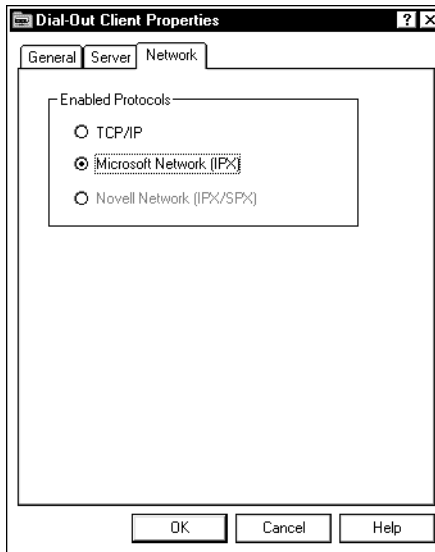 Dial-Out Client Properties
General Server Network
Enabled Protocols
TCP/IP
Microsoft Network (IPX)
Novell Network (IPX/SPX)
OK Cancel Help